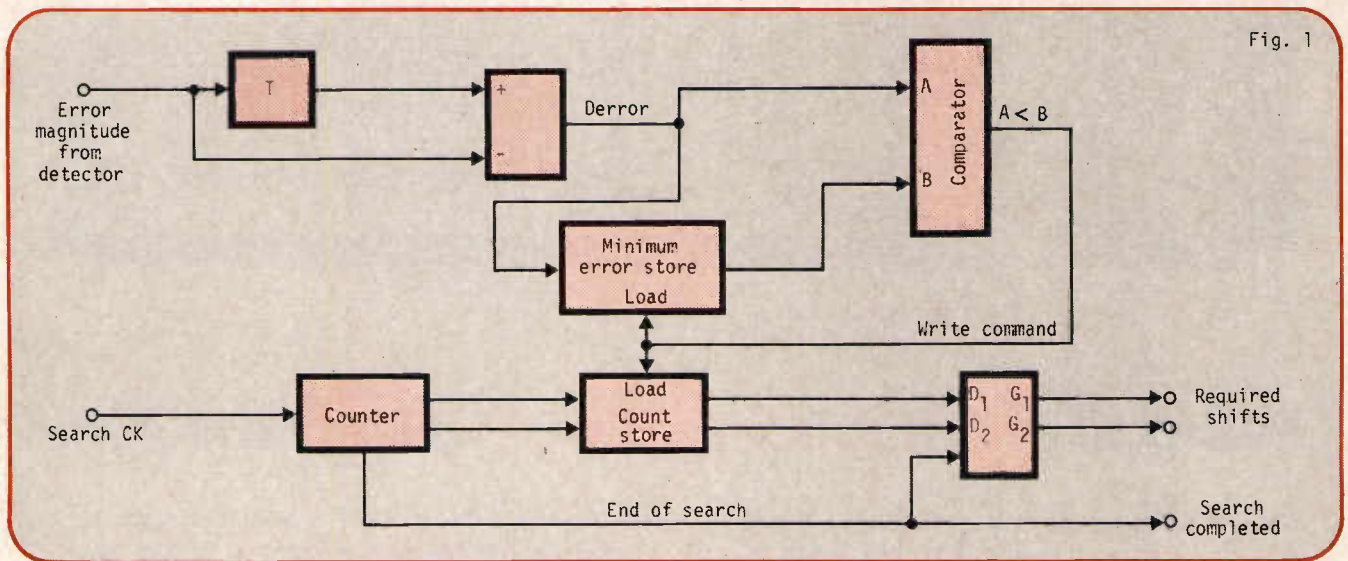 Fig. 1
Error
magnitude
from
detector
T
+
-
Derror
A
B
Comparator
A < B
Minimum
error store
Load
Write command
Search CK
Counter
Load
Count
store
D1 G1
D2 G2
Required
shifts
End of search
Search
completed